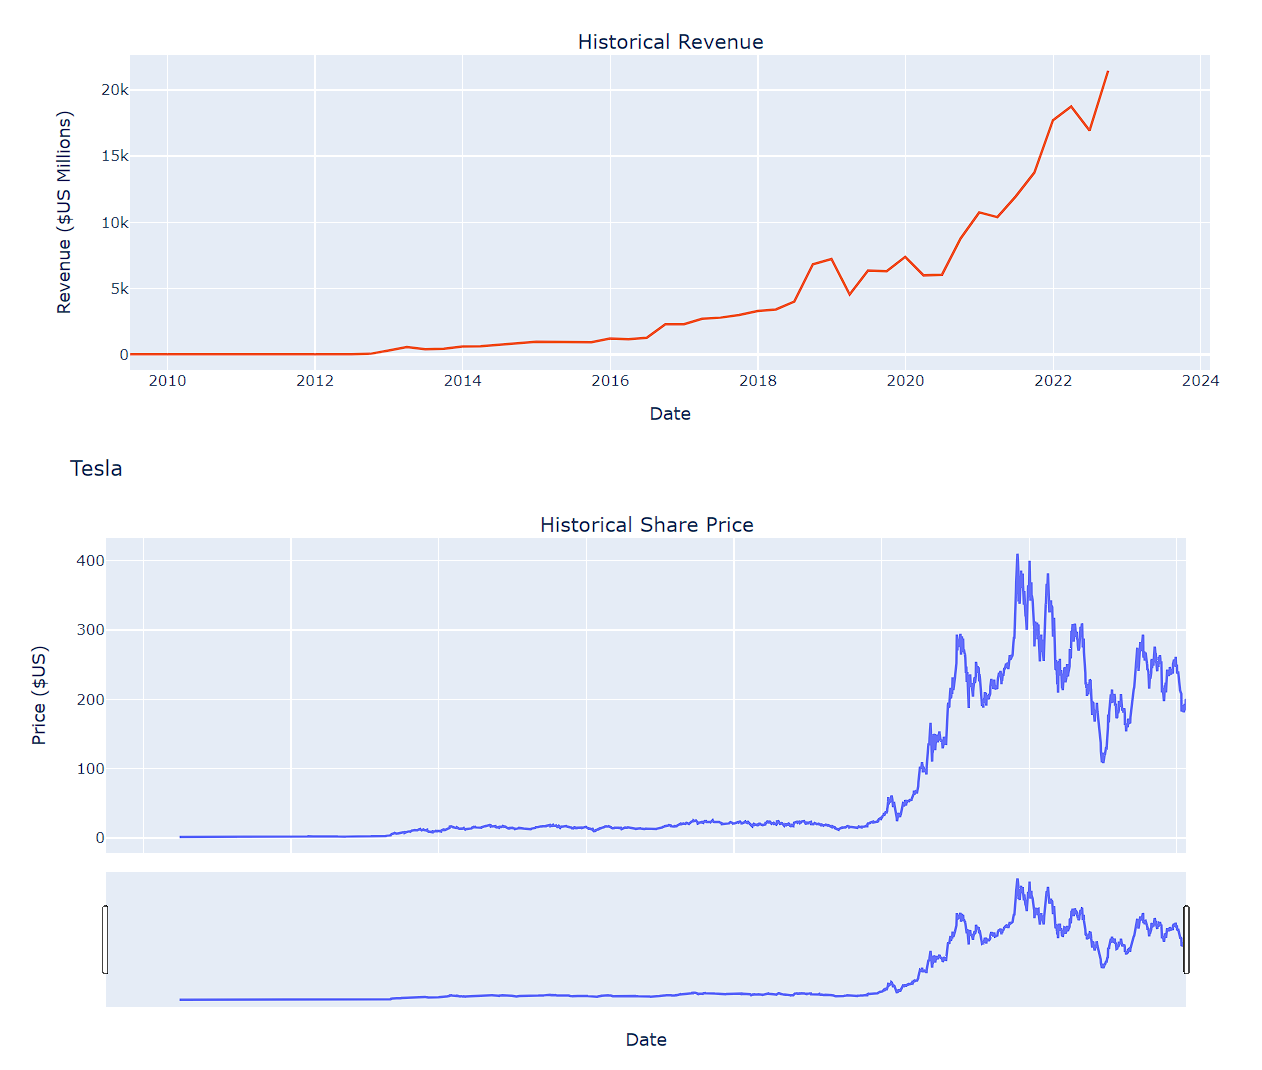 Historical Revenue
Revenue ($US Millions)
20k
15k
10k
5k
0
2010 2012 2014 2016 2018 2020 2022 2024
Date
Tesla
Historical Share Price
Price ($US)
400
300
200
100
0
Date